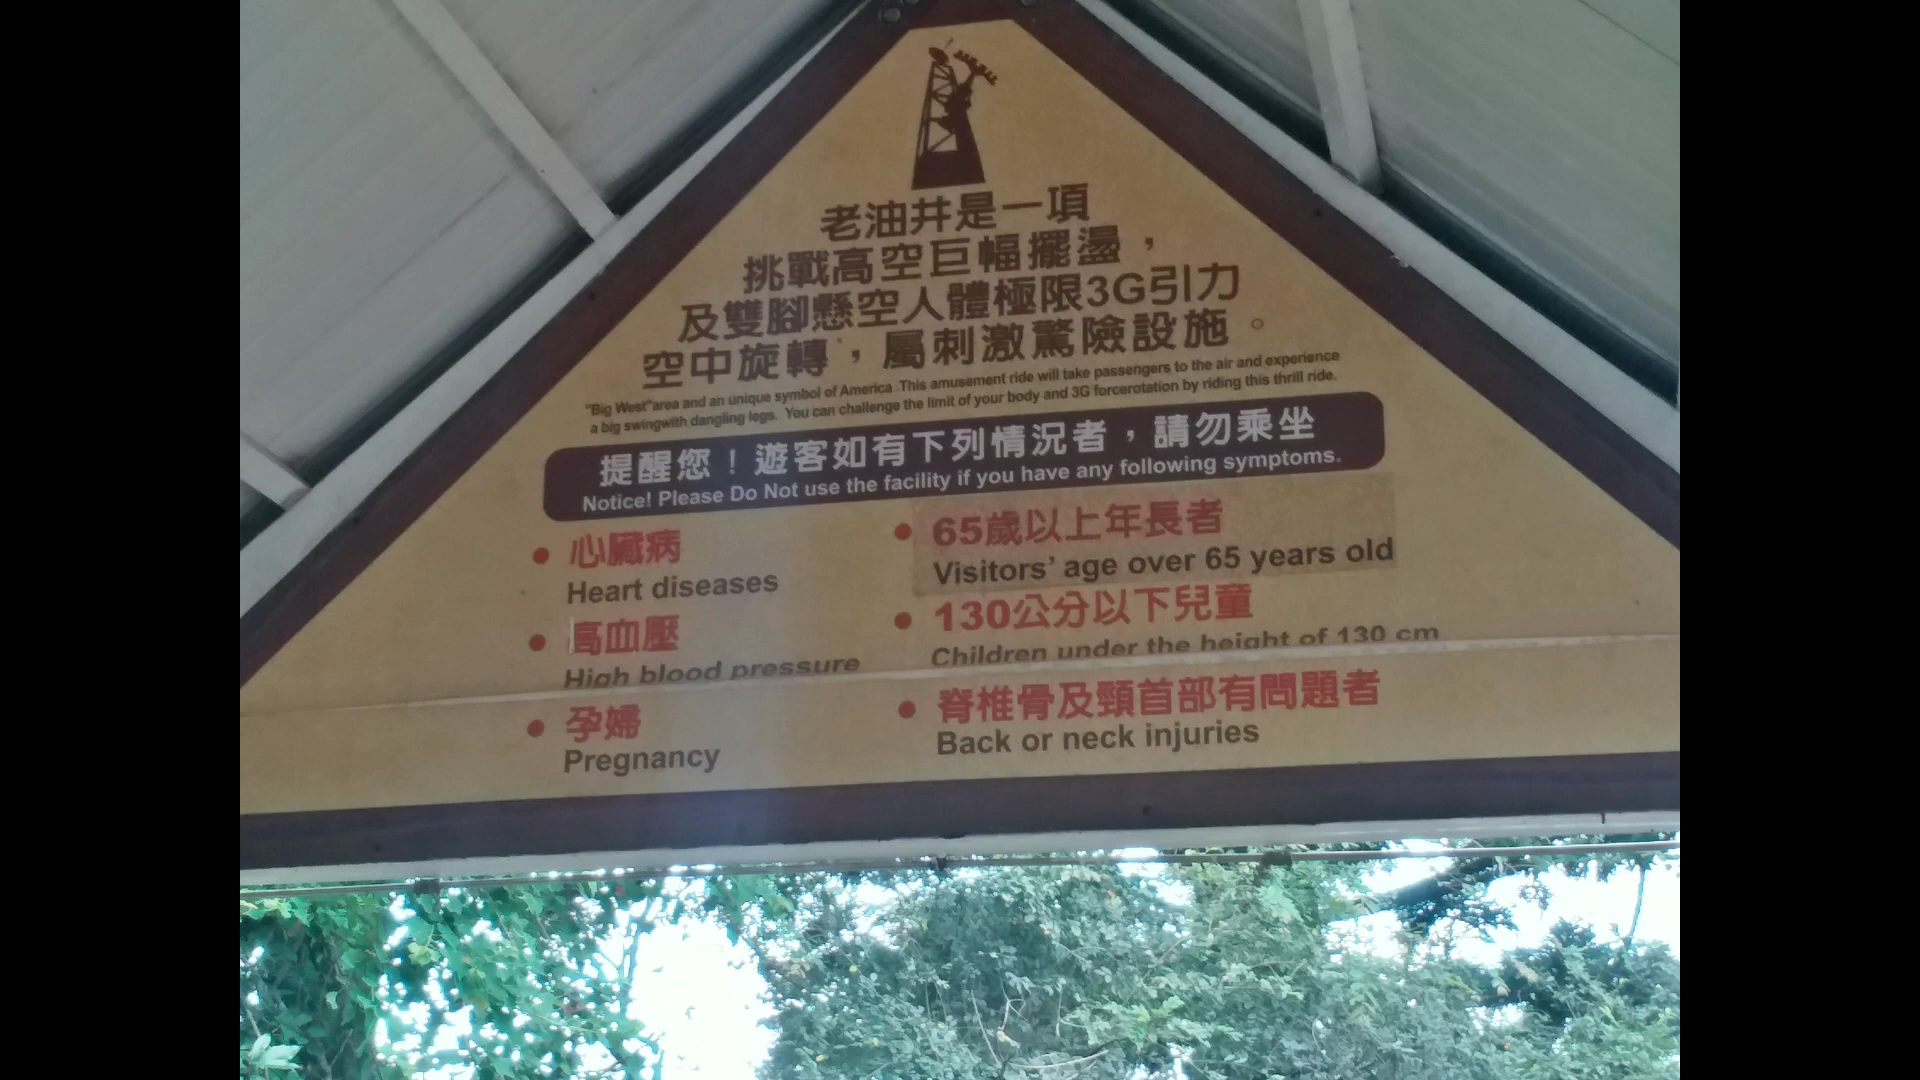 老油井是一項
挑戰高空巨幅擺盪，
及雙腳懸空人體極限3G引力
空中旋轉，屬刺激驚險設施。
"Big West"area and an unique symbol of America .This amusement ride will take passengers to the air and experience
a big swingwith dangling legs. You can challenge the limit of your body and 3G forcerotation by riding this thrill ride.
提醒您！遊客如有下列情況者，請勿乘坐
Notice! Please Do Not use the facility if you have any following symptoms.
心臟病
Heart diseases
高血壓
High blood pressure
孕婦
Pregnancy
65歲以上年長者
Visitors' age over 65 years old
130公分以下兒童
Children under the height of 130 cm
脊椎骨及頸首部有問題者
Back or neck injuries